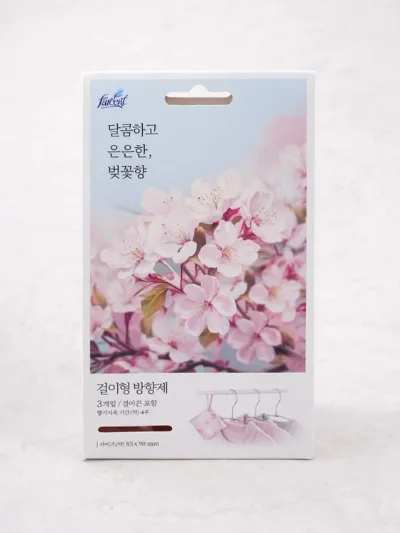 Farcent
달콤하고
은은한,
벚꽃향
걸이형 방향제
3개입 / 걸이끈 포함
향기지속 기간(약) 4주
사이즈(약) 85 x 90 mm